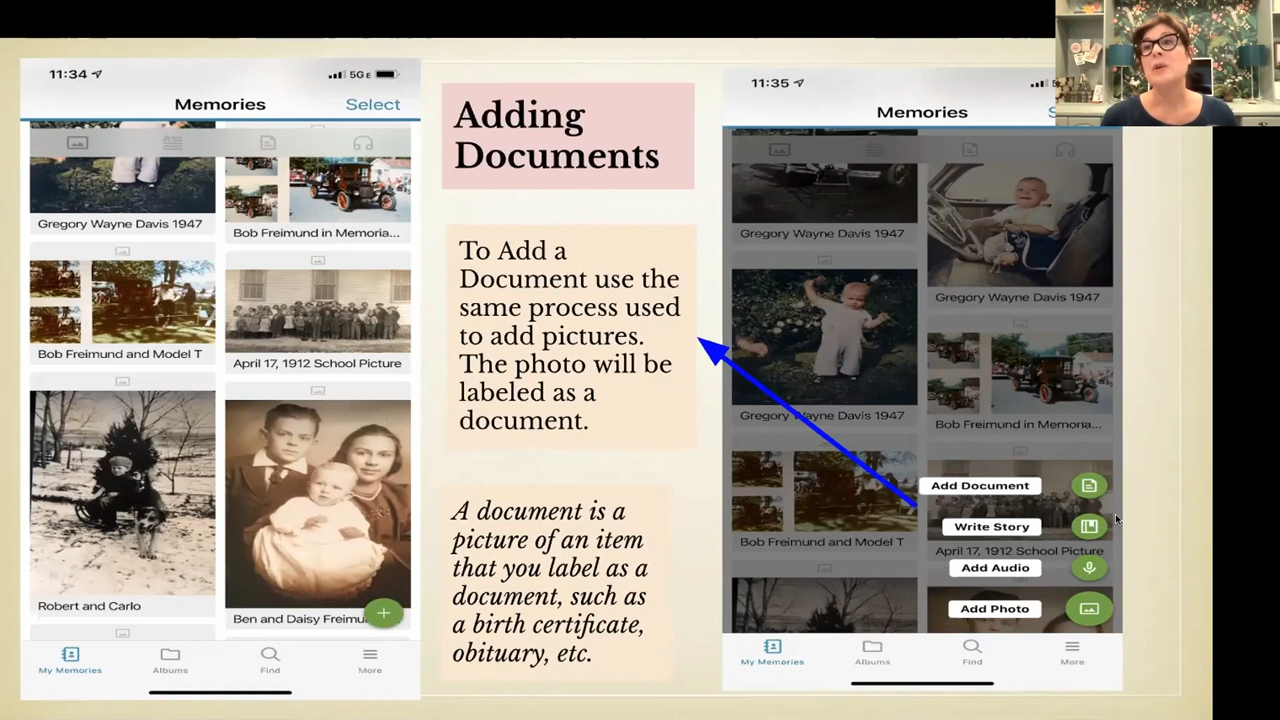 11:34
5G E
Memories
Select
Gregory Wayne Davis 1947
Bob Freimund in Memoria...
Bob Freimund and Model T
April 17, 1912 School Picture
Robert and Carlo
Ben and Daisy Freimu
My Memories
Albums
Find
More
Adding
Documents
To Add a
Document use the
same process used
to add pictures.
The photo will be
labeled as a
document.
A document is a
picture of an item
that you label as a
document, such as
a birth certificate,
obituary, etc.
11:35
Memories
Gregory Wayne Davis 1947
Gregory Wayne Davis 1947
Gregory Wayne Davis 1947
Bob Freimund in Memoria...
Add Document
Write Story
Bob Freimund and Model T
April 17, 1912 School Picture
Add Audio
Add Photo
My Memories
Albums
Find
More